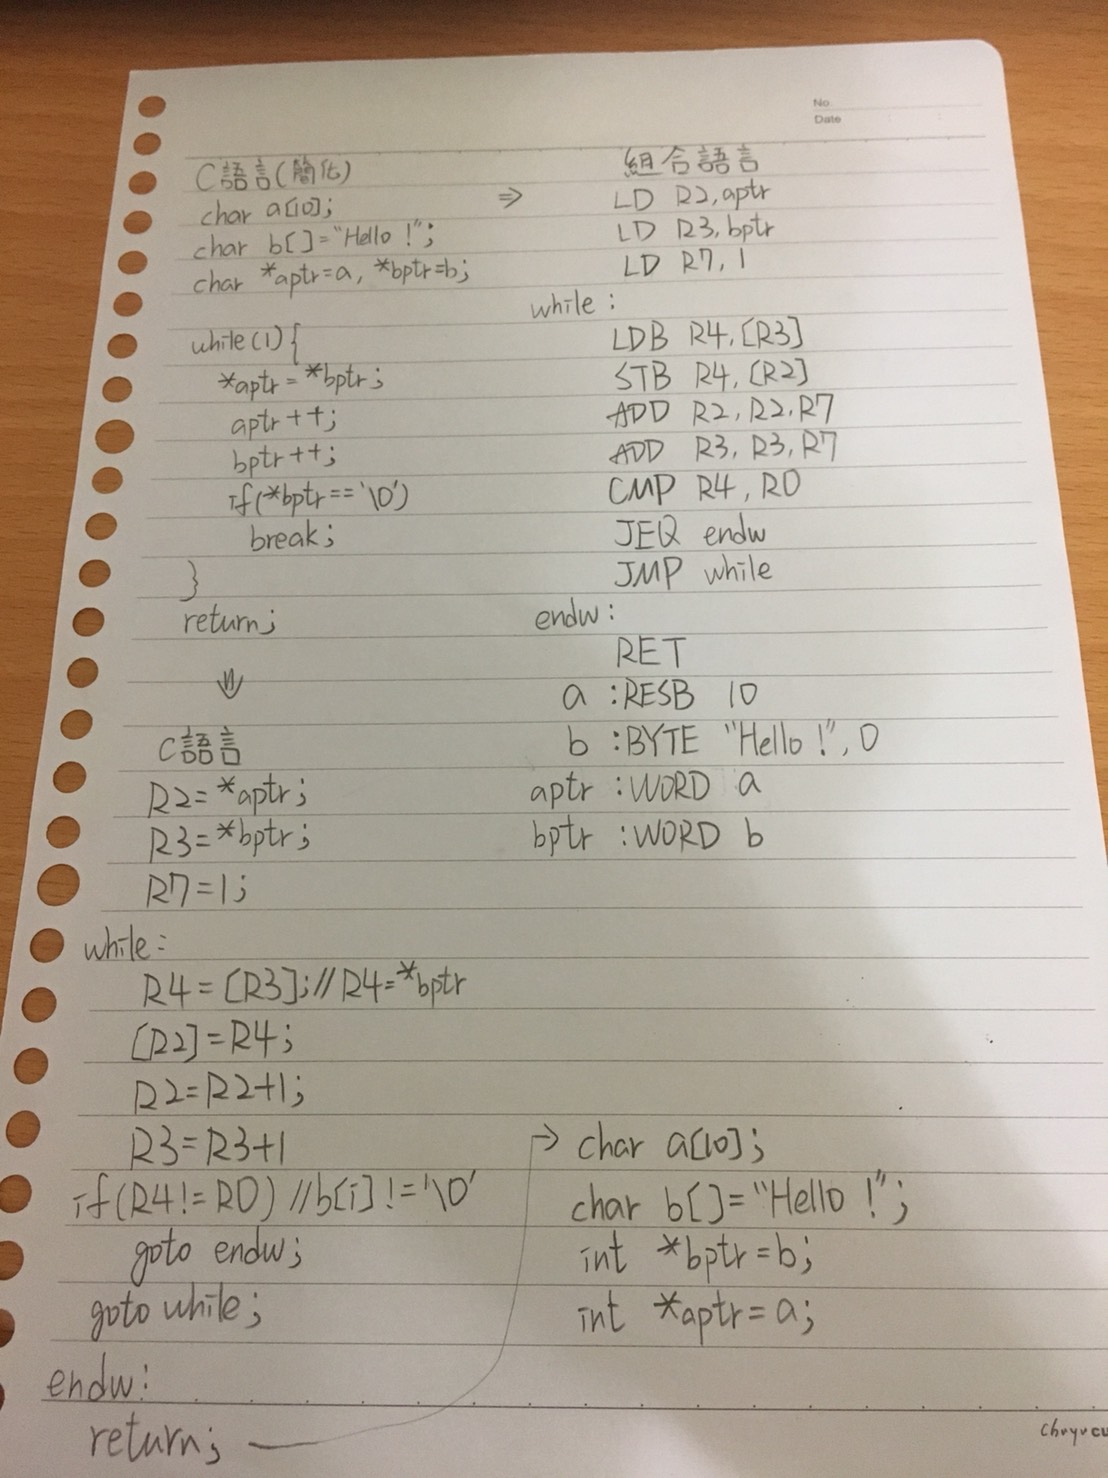 No.
Date
C語言(簡化)
char a[10];
char b[]="Hello !";
char *aptr=a, *bptr=b;
while(1){
*aptr=*bptr;
aptr++;
bptr++;
if(*bptr=='\0')
break;
}
return;
⇓
C語言
R2=*aptr;
R3=*bptr;
R7=1;
while:
R4=[R3];//R4=*bptr
[R2]=R4;
R2=R2+1;
R3=R3+1
if(R4!=R0) //b[i]!='\0'
goto endw;
goto while;
endw:
return;
⇒ 組合語言
LD R2,aptr
LD R3,bptr
LD R7,1
while:
LDB R4,[R3]
STB R4,[R2]
ADD R2,R2,R7
ADD R3,R3,R7
CMP R4,R0
JEQ endw
JMP while
endw:
RET
a :RESB 10
b :BYTE "Hello !",0
aptr :WORD a
bptr :WORD b
→ char a[10];
char b[]="Hello !";
int *bptr=b;
int *aptr=a;